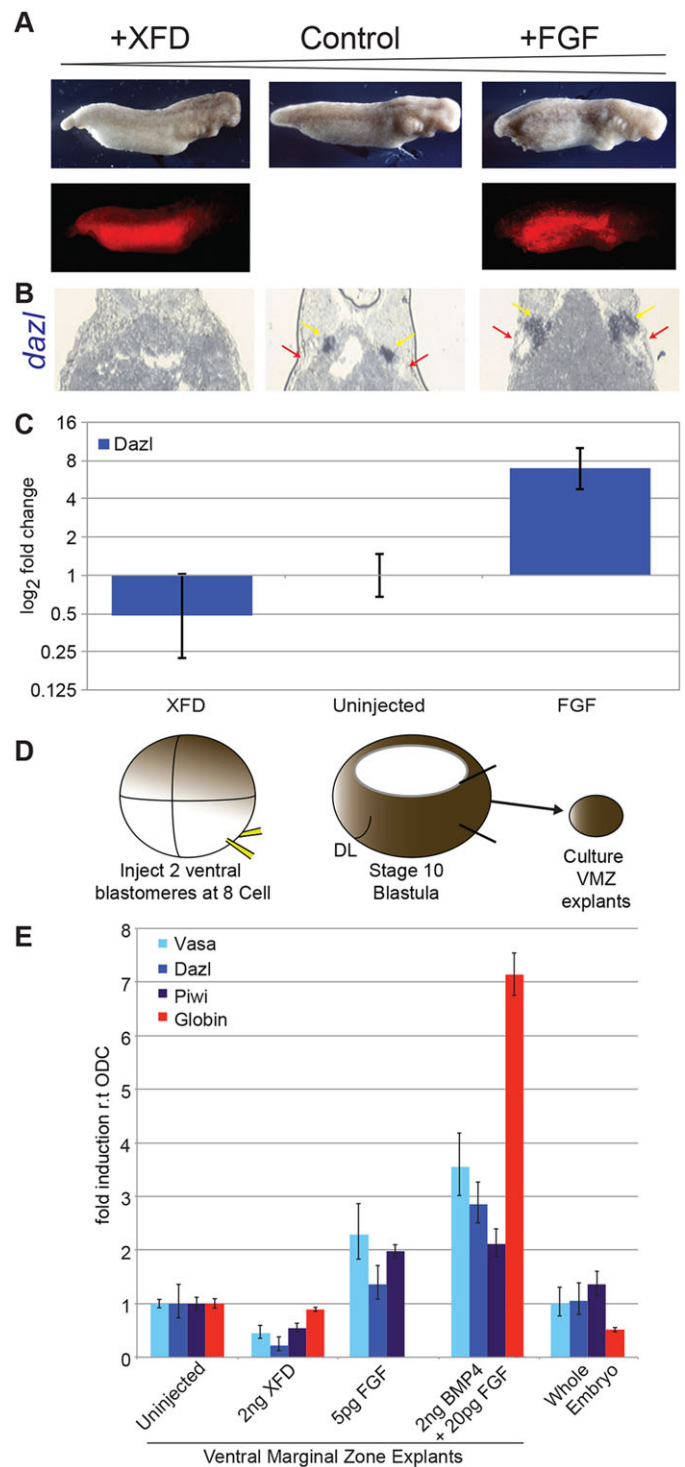 A
+XFD Control +FGF
B
dazl
C
16
8
4
2
1
0.5
0.25
0.125
log2 fold change
Dazl
XFD Uninjected FGF
D
Inject 2 ventral
blastomeres at 8 Cell
DL
Stage 10
Blastula
Culture
VMZ
explants
E
8
7
6
5
4
3
2
1
0
fold induction r.t ODC
Vasa
Dazl
Piwi
Globin
Uninjected
2ng XFD
5pg FGF
2ng BMP4
+ 20pg FGF
Whole
Embryo
Ventral Marginal Zone Explants